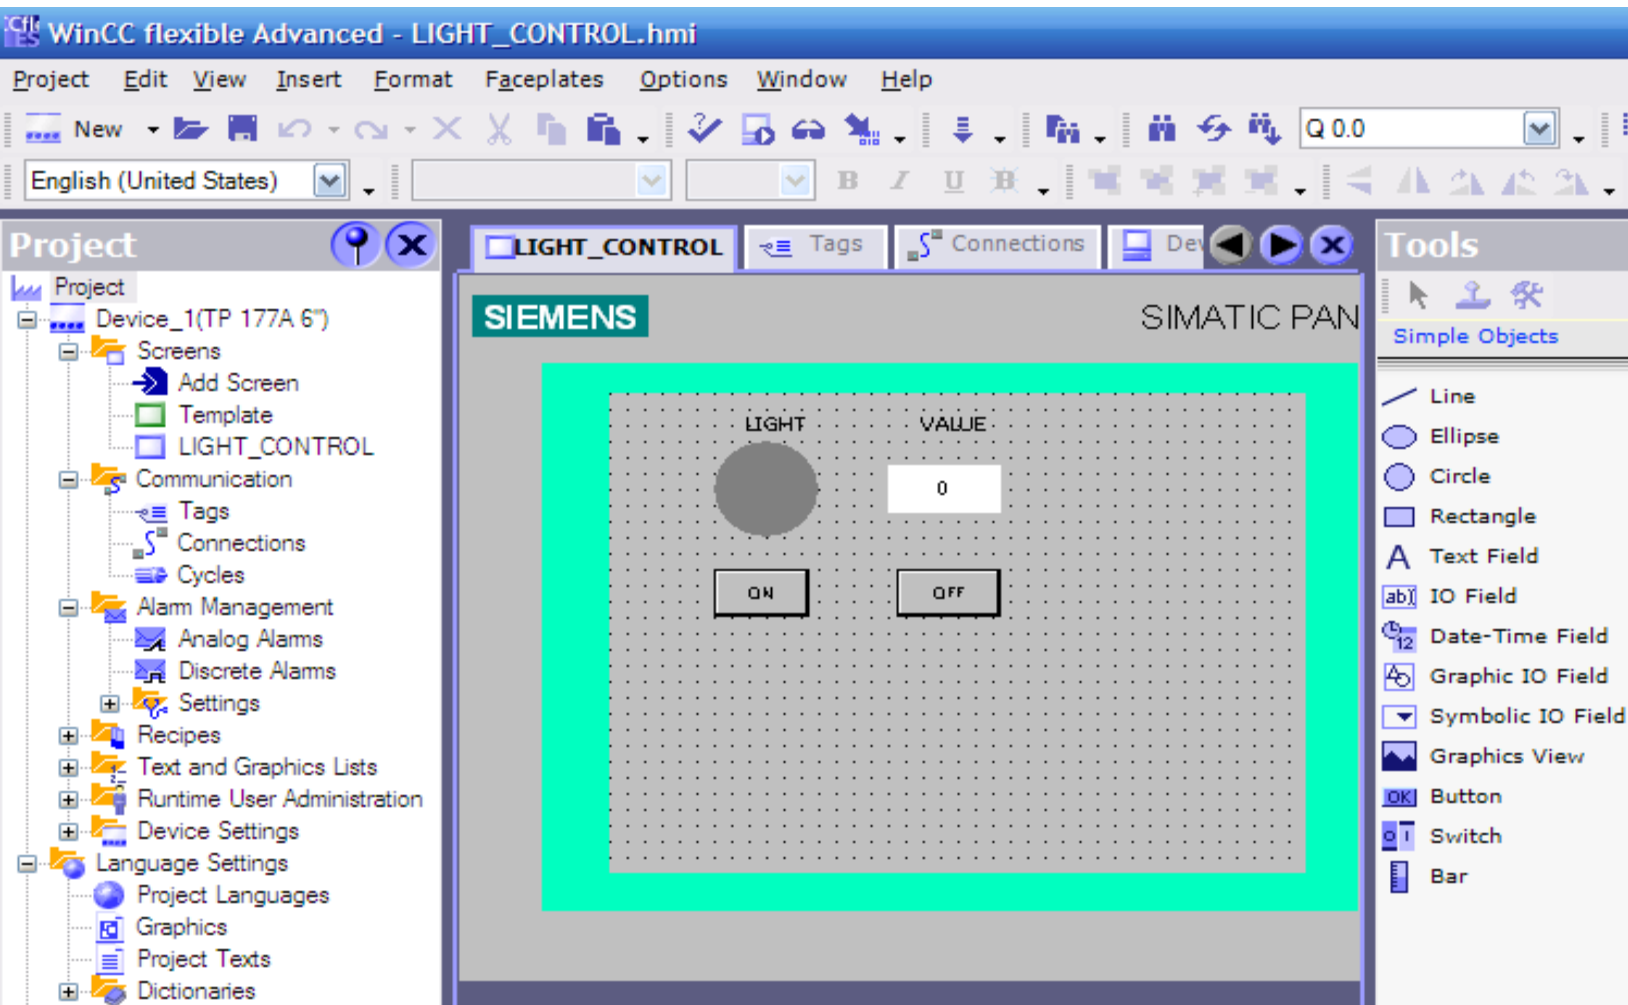 WinCC flexible Advanced - LIGHT_CONTROL.hmi
Project Edit View Insert Format Faceplates Options Window Help
New Q 0.0
English (United States) B I U B
Project
LIGHT_CONTROL Tags Connections Dev
Tools
Project
Device_1(TP 177A 6")
Screens
Add Screen
Template
LIGHT_CONTROL
Communication
Tags
Connections
Cycles
Alarm Management
Analog Alarms
Discrete Alarms
Settings
Recipes
Text and Graphics Lists
Runtime User Administration
Device Settings
Language Settings
Project Languages
Graphics
Project Texts
Dictionaries
SIEMENS SIMATIC PAN
LIGHT VALUE
0
ON OFF
Simple Objects
Line
Ellipse
Circle
Rectangle
A Text Field
IO Field
Date-Time Field
Graphic IO Field
Symbolic IO Field
Graphics View
OK Button
Switch
Bar